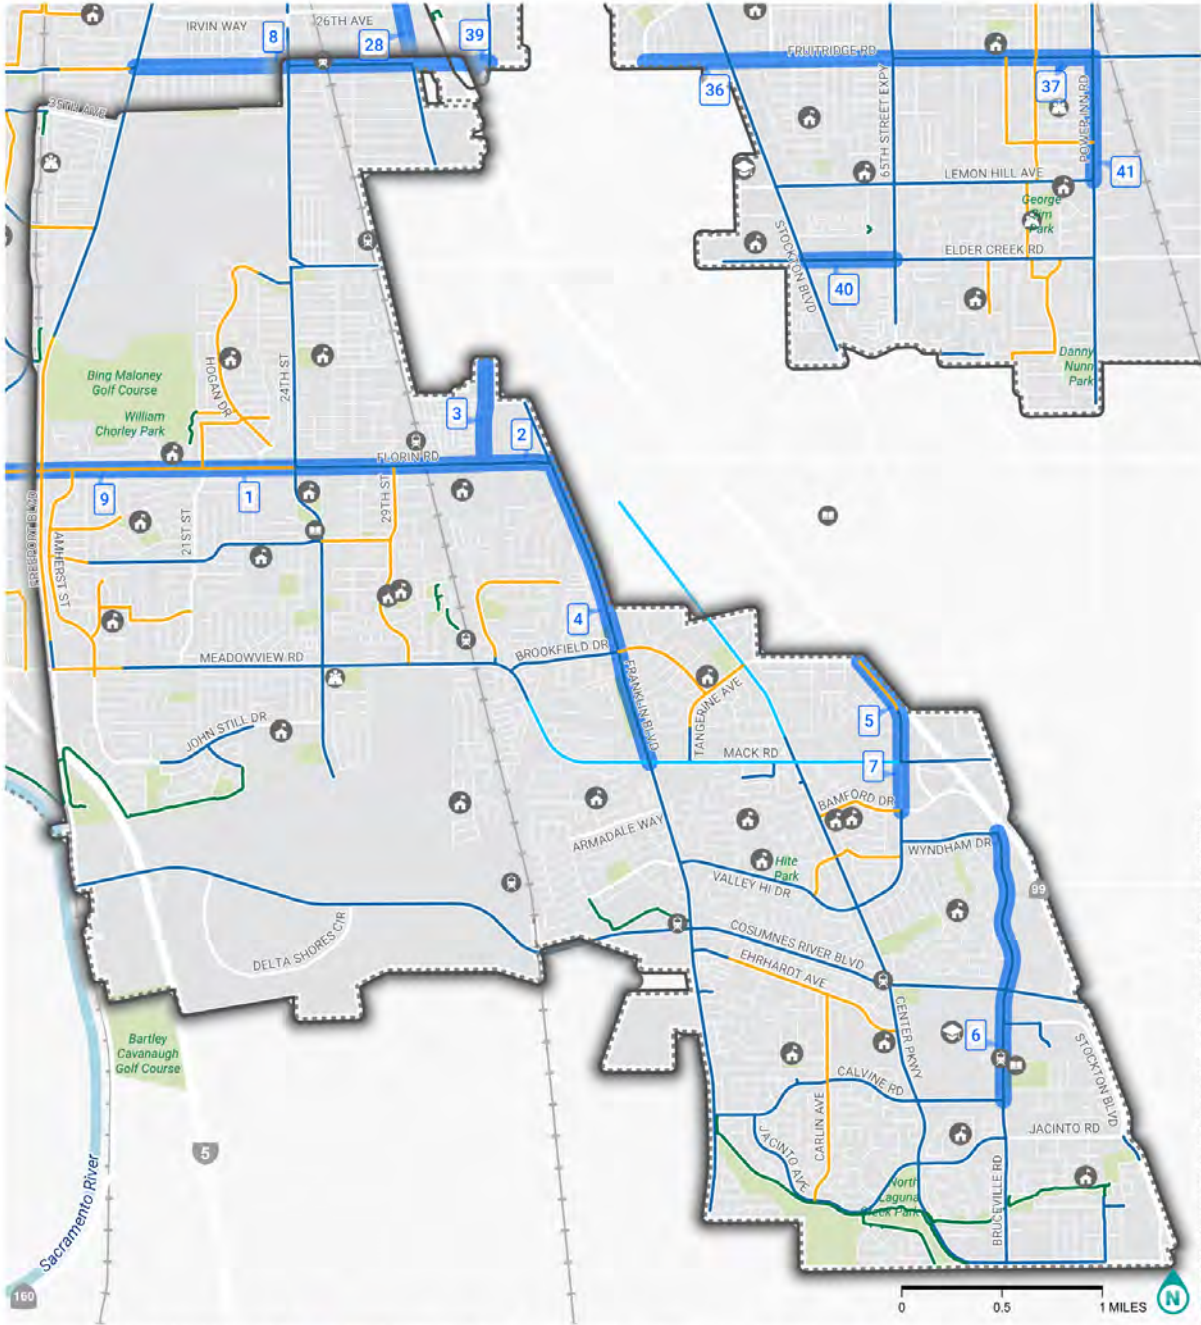 IRVIN WAY
26TH AVE
8
28
39
FRUITRIDGE RD
36
37
65TH STREET EXPY
POWER INN RD
35TH AVE
LEMON HILL AVE
41
George
Sim
Park
STOCKTON BLVD
ELDER CREEK RD
40
Bing Maloney
Golf Course
HOGAN DR
24TH ST
Danny
Nunn
Park
William
Chorley Park
3
2
FLORIN RD
9
1
29TH ST
21ST ST
FREEPORT BLVD
AMHERST ST
4
MEADOWVIEW RD
BROOKFIELD DR
FRANKLIN BLVD
TANGERINE AVE
5
JOHN STILL DR
MACK RD
7
BAMFORD DR
ARMADALE WAY
WYNDHAM DR
Hite
Park
VALLEY HI DR
99
DELTA SHORES CIR
COSUMNES RIVER BLVD
EHRHARDT AVE
CENTER PKWY
6
STOCKTON BLVD
Bartley
Cavanaugh
Golf Course
CALVINE RD
CARLIN AVE
JACINTO AVE
JACINTO RD
5
Sacramento River
North
Laguna
Creek Park
BRUCEVILLE RD
160
0
0.5
1 MILES
N